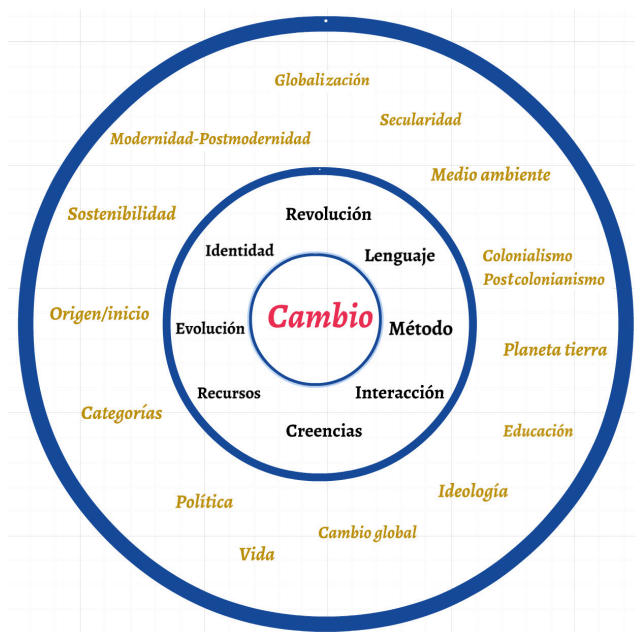 Globalización
Secularidad
Modernidad-Postmodernidad
Medio ambiente
Sostenibilidad
Revolución
Identidad
Lenguaje
Colonialismo
Postcolonianismo
Origen/inicio
Cambio
Evolución
Método
Planeta tierra
Recursos
Interacción
Categorías
Creencias
Educación
Ideología
Política
Cambio global
Vida